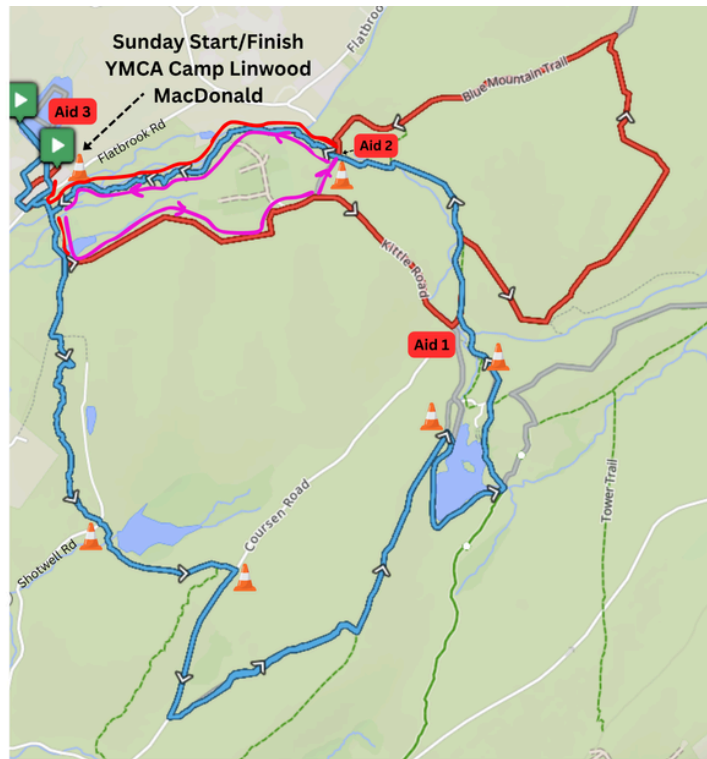 Sunday Start/Finish
YMCA Camp Linwood
MacDonald
Aid 3
Flatbrook Rd
Flatbro
Blue Mountain Trail
Aid 2
Kittle Road
Aid 1
Coursen Road
Shotwell Rd
Tower Trail